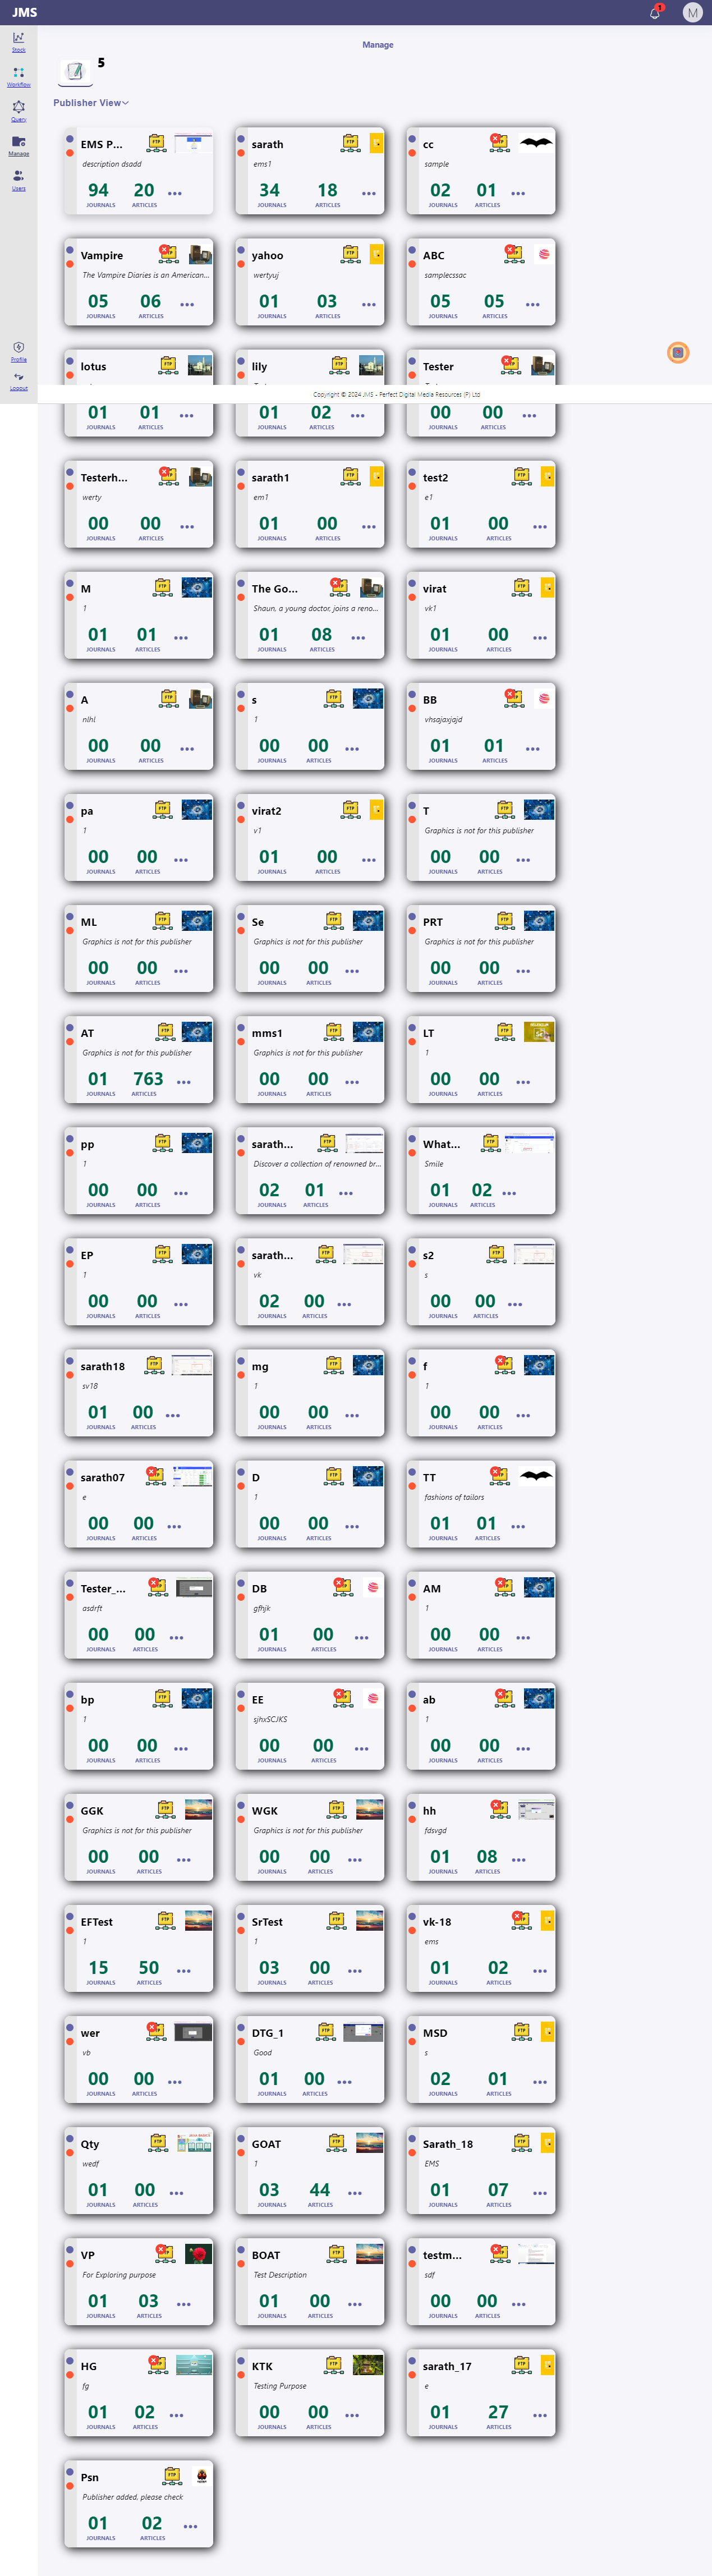 JMS
1
M
Stock
Workflow
Query
Manage
Users
Profile
Logout
Manage
5
Publisher View
EMS P...
FTP
description dsadd
94 20
JOURNALS ARTICLES
sarath
FTP
ems1
34 18
JOURNALS ARTICLES
cc
sample
02 01
JOURNALS ARTICLES
Vampire
The Vampire Diaries is an American...
05 06
JOURNALS ARTICLES
yahoo
FTP
wertyuj
01 03
JOURNALS ARTICLES
ABC
samplecssac
05 05
JOURNALS ARTICLES
lotus
FTP
01 01
JOURNALS ARTICLES
lily
FTP
01 02
JOURNALS ARTICLES
Tester
00 00
JOURNALS ARTICLES
Copyright © 2024 JMS - Perfect Digital Media Resources (P) Ltd
Testerh...
werty
00 00
JOURNALS ARTICLES
sarath1
FTP
em1
01 00
JOURNALS ARTICLES
test2
FTP
e1
01 00
JOURNALS ARTICLES
M
FTP
1
01 01
JOURNALS ARTICLES
The Go...
Shaun, a young doctor, joins a reno...
01 08
JOURNALS ARTICLES
virat
FTP
vk1
01 00
JOURNALS ARTICLES
A
FTP
nlhl
00 00
JOURNALS ARTICLES
s
FTP
1
00 00
JOURNALS ARTICLES
BB
vhsajaxjajd
01 01
JOURNALS ARTICLES
pa
FTP
1
00 00
JOURNALS ARTICLES
virat2
FTP
v1
01 00
JOURNALS ARTICLES
T
FTP
Graphics is not for this publisher
00 00
JOURNALS ARTICLES
ML
FTP
Graphics is not for this publisher
00 00
JOURNALS ARTICLES
Se
FTP
Graphics is not for this publisher
00 00
JOURNALS ARTICLES
PRT
FTP
Graphics is not for this publisher
00 00
JOURNALS ARTICLES
AT
FTP
Graphics is not for this publisher
01 763
JOURNALS ARTICLES
mms1
FTP
Graphics is not for this publisher
00 00
JOURNALS ARTICLES
LT
FTP
1
00 00
JOURNALS ARTICLES
pp
FTP
1
00 00
JOURNALS ARTICLES
sarath...
FTP
Discover a collection of renowned br...
02 01
JOURNALS ARTICLES
What...
FTP
Smile
01 02
JOURNALS ARTICLES
EP
FTP
1
00 00
JOURNALS ARTICLES
sarath...
FTP
vk
02 00
JOURNALS ARTICLES
s2
FTP
s
00 00
JOURNALS ARTICLES
sarath18
FTP
sv18
01 00
JOURNALS ARTICLES
mg
FTP
1
00 00
JOURNALS ARTICLES
f
1
00 00
JOURNALS ARTICLES
sarath07
e
00 00
JOURNALS ARTICLES
D
FTP
1
00 00
JOURNALS ARTICLES
TT
fashions of tailors
01 01
JOURNALS ARTICLES
Tester_...
asdrft
00 00
JOURNALS ARTICLES
DB
gfhjk
01 00
JOURNALS ARTICLES
AM
1
00 00
JOURNALS ARTICLES
bp
FTP
1
00 00
JOURNALS ARTICLES
EE
sjhxSCJKS
00 00
JOURNALS ARTICLES
ab
1
00 00
JOURNALS ARTICLES
GGK
FTP
Graphics is not for this publisher
00 00
JOURNALS ARTICLES
WGK
FTP
Graphics is not for this publisher
00 00
JOURNALS ARTICLES
hh
fdsvgd
01 08
JOURNALS ARTICLES
EFTest
FTP
1
15 50
JOURNALS ARTICLES
SrTest
FTP
1
03 00
JOURNALS ARTICLES
vk-18
ems
01 02
JOURNALS ARTICLES
wer
vb
00 00
JOURNALS ARTICLES
DTG_1
FTP
Good
01 00
JOURNALS ARTICLES
MSD
FTP
s
02 01
JOURNALS ARTICLES
Qty
FTP
wedf
01 00
JOURNALS ARTICLES
GOAT
FTP
1
03 44
JOURNALS ARTICLES
Sarath_18
FTP
EMS
01 07
JOURNALS ARTICLES
VP
For Exploring purpose
01 03
JOURNALS ARTICLES
BOAT
FTP
Test Description
01 00
JOURNALS ARTICLES
testm...
sdf
00 00
JOURNALS ARTICLES
HG
fg
01 02
JOURNALS ARTICLES
KTK
FTP
Testing Purpose
00 00
JOURNALS ARTICLES
sarath_17
FTP
e
01 27
JOURNALS ARTICLES
Psn
FTP
Publisher added, please check
01 02
JOURNALS ARTICLES